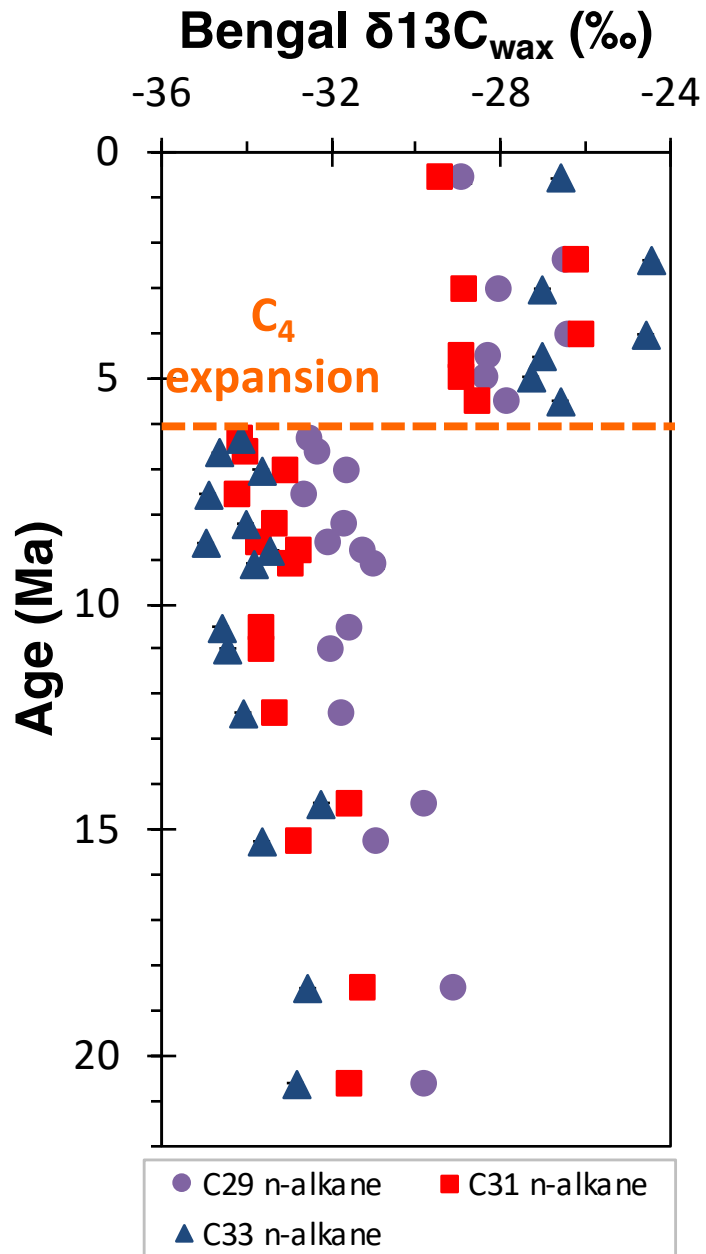 Bengal δ13Cwax (‰)
-36 -32 -28 -24
0
C4
expansion
5
10
15
20
Age (Ma)
C29 n-alkane C31 n-alkane
C33 n-alkane